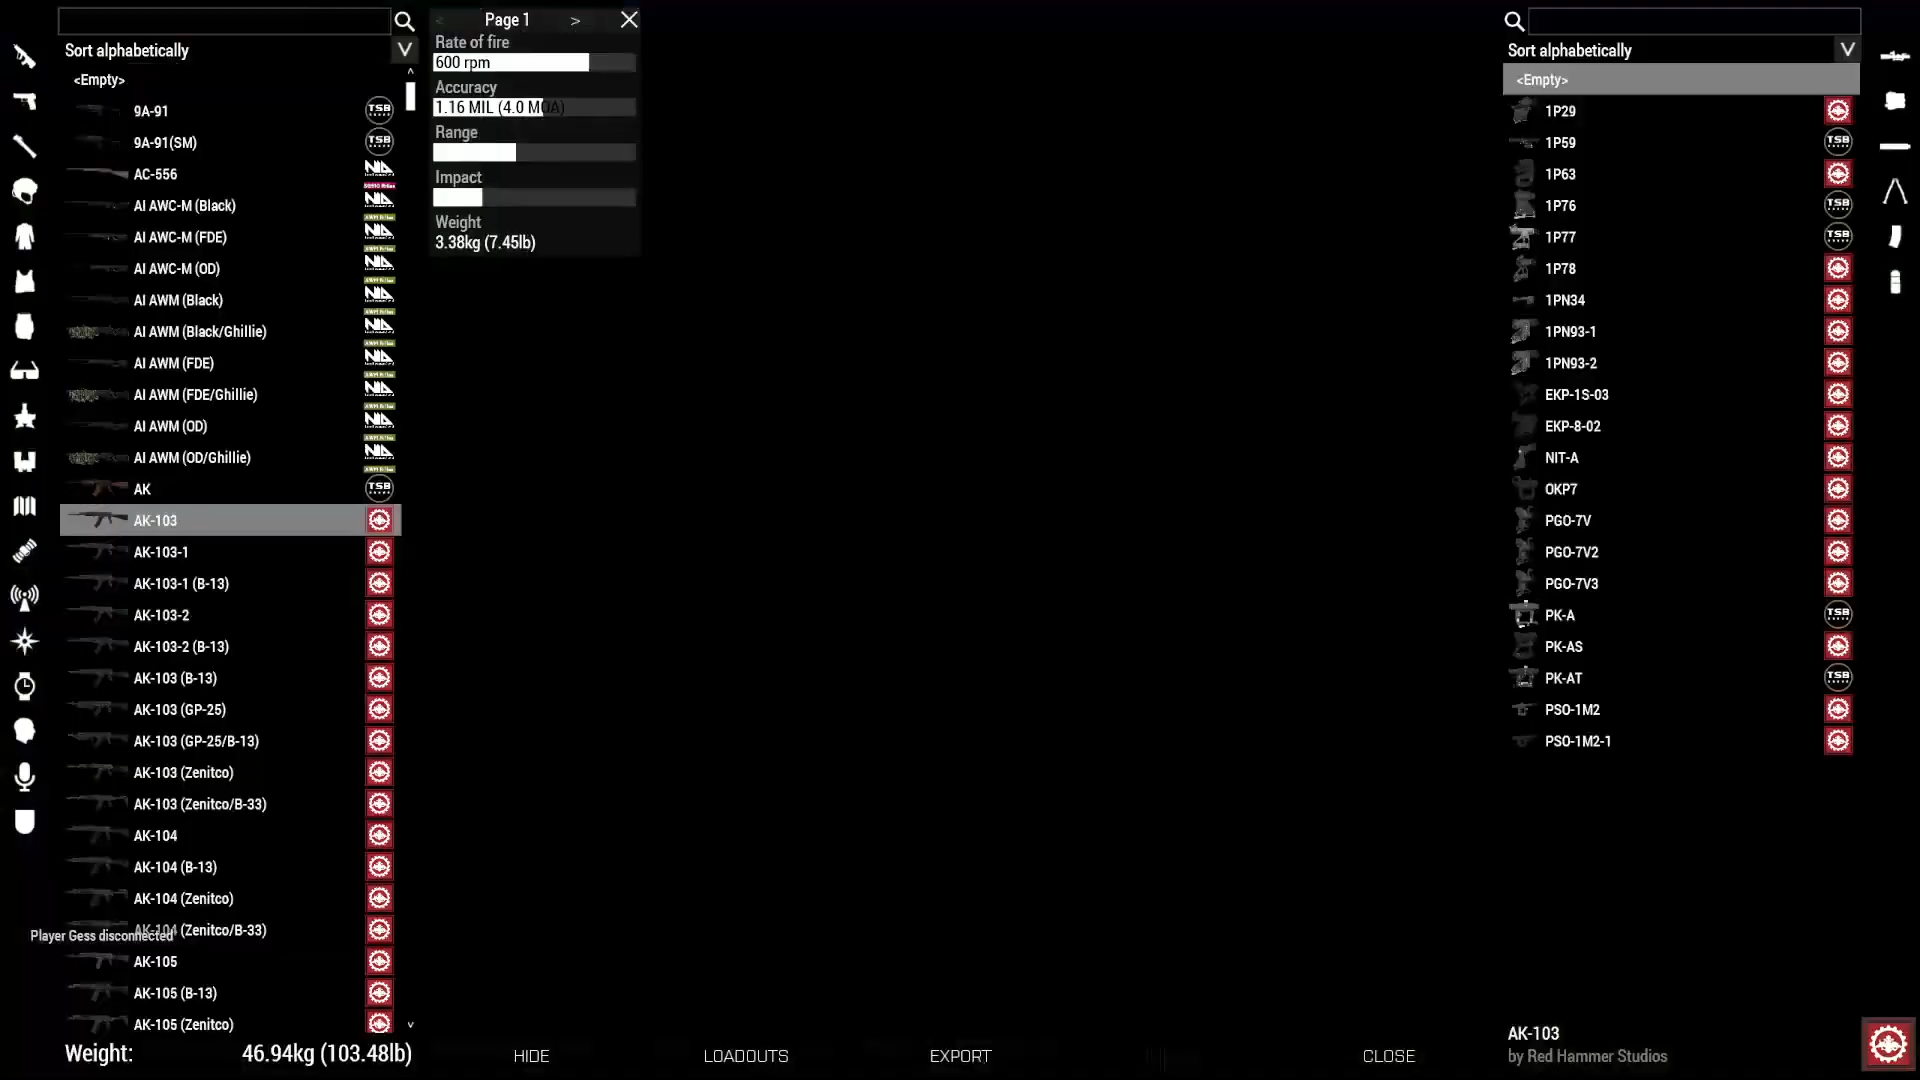 Sort alphabetically
<Empty>
9A-91
9A-91(SM)
AC-556
AI AWC-M (Black)
AI AWC-M (FDE)
AI AWC-M (OD)
AI AWM (Black)
AI AWM (Black/Ghillie)
AI AWM (FDE)
AI AWM (FDE/Ghillie)
AI AWM (OD)
AI AWM (OD/Ghillie)
AK
AK-103
AK-103-1
AK-103-1 (B-13)
AK-103-2
AK-103-2 (B-13)
AK-103 (B-13)
AK-103 (GP-25)
AK-103 (GP-25/B-13)
AK-103 (Zenitco)
AK-103 (Zenitco/B-33)
AK-104
AK-104 (B-13)
AK-104 (Zenitco)
AK-104 (Zenitco/B-33)
Player Gess disconnected
AK-105
AK-105 (B-13)
AK-105 (Zenitco)
Weight: 46.94kg (103.48lb)
TSB
TSB
TSB
< Page 1 >
Rate of fire
600 rpm
Accuracy
1.16 MIL (4.0 MOA)
Range
Impact
Weight
3.38kg (7.45lb)
HIDE
LOADOUTS
EXPORT
CLOSE
Sort alphabetically
<Empty>
1P29
1P59
1P63
1P76
1P77
1P78
1PN34
1PN93-1
1PN93-2
EKP-1S-03
EKP-8-02
NIT-A
OKP7
PGO-7V
PGO-7V2
PGO-7V3
PK-A
PK-AS
PK-AT
PSO-1M2
PSO-1M2-1
TSB
TSB
TSB
TSB
TSB
AK-103
by Red Hammer Studios